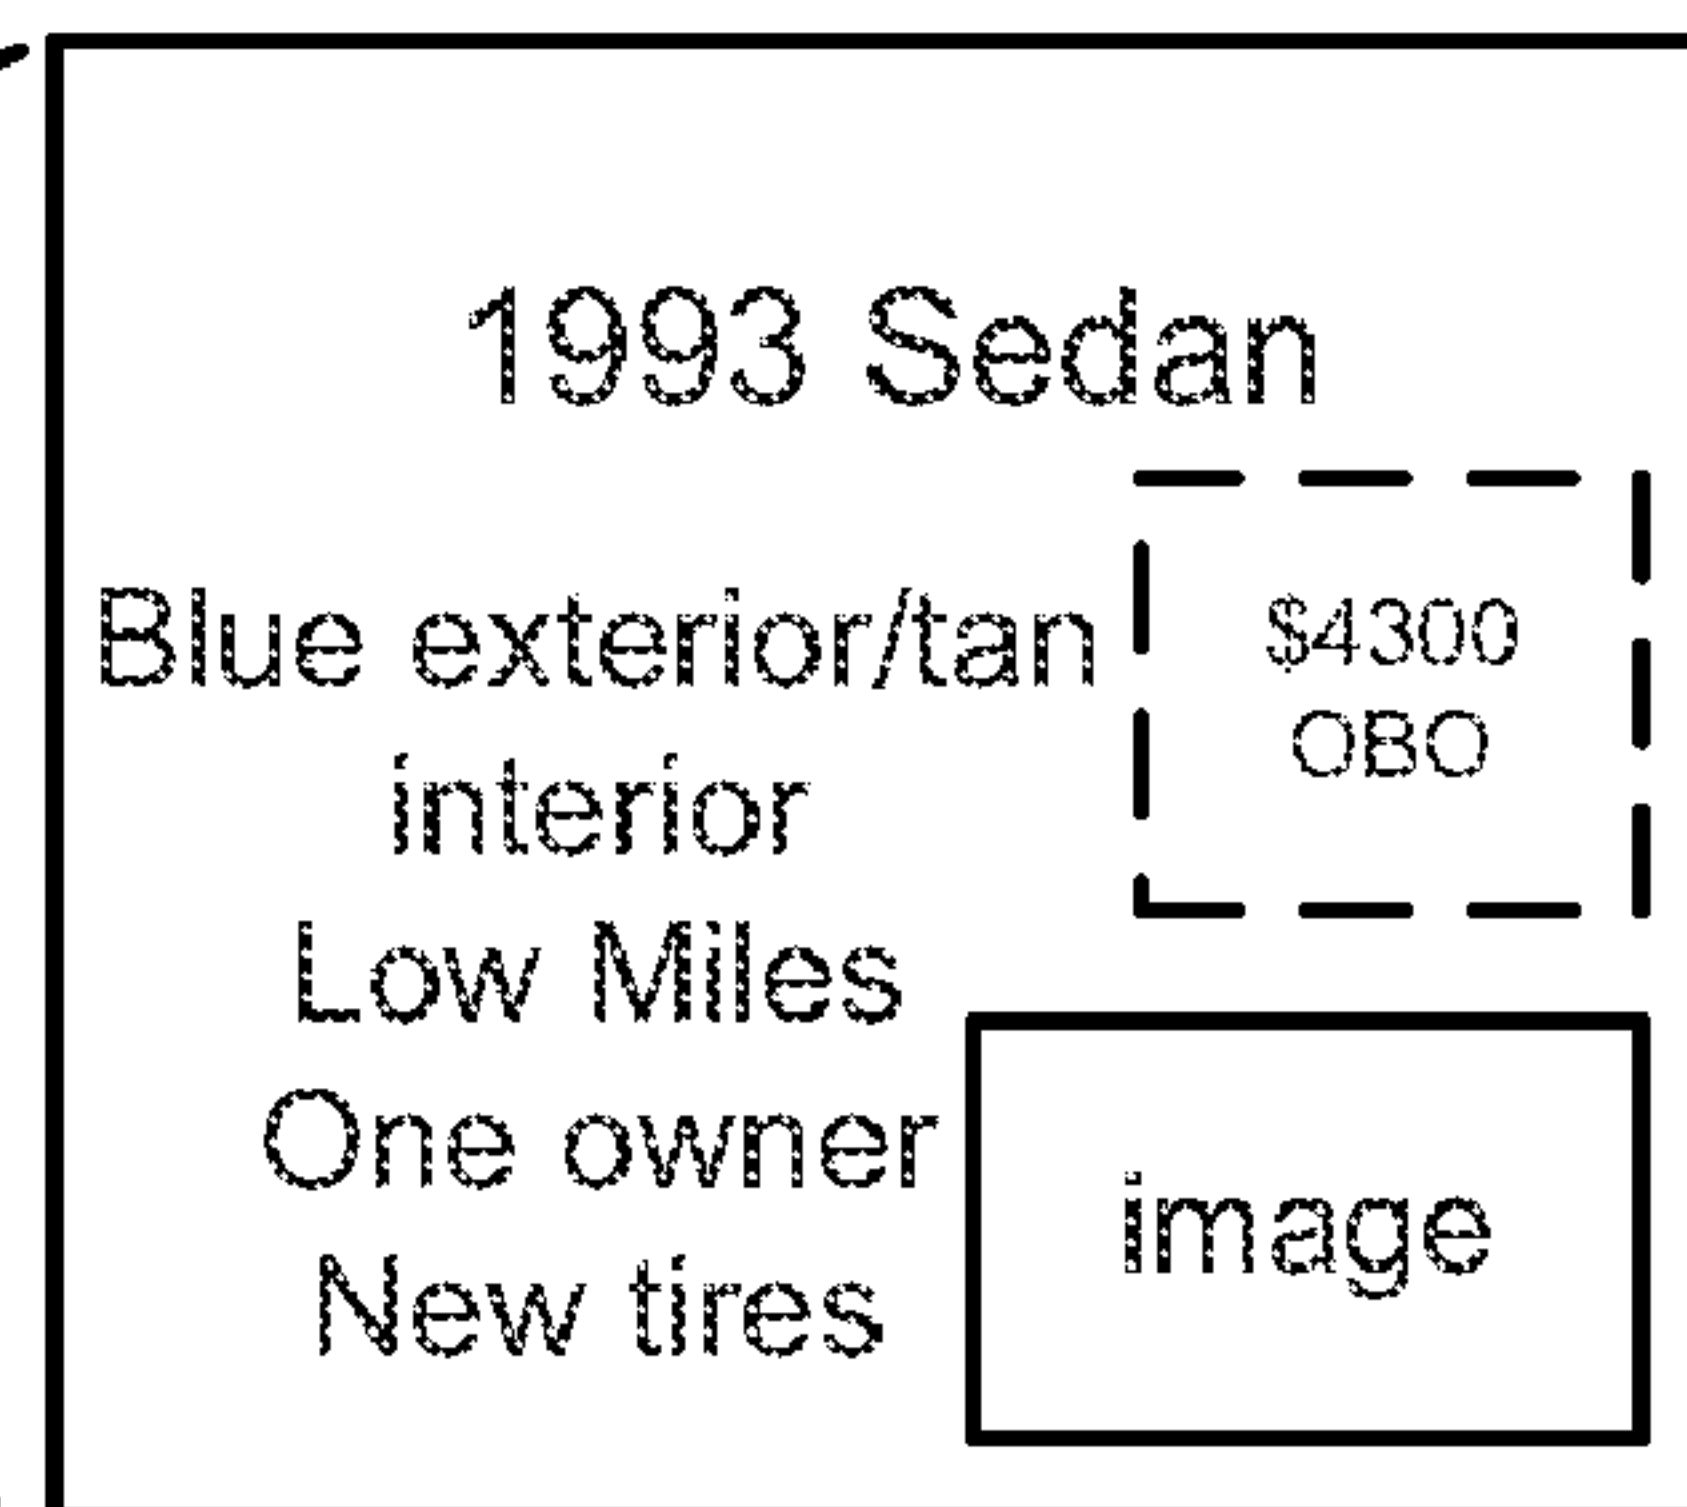 1993 Sedan
Blue exterior/tan
interior
Low Miles
One owner
New tires
$4300
OBO
image